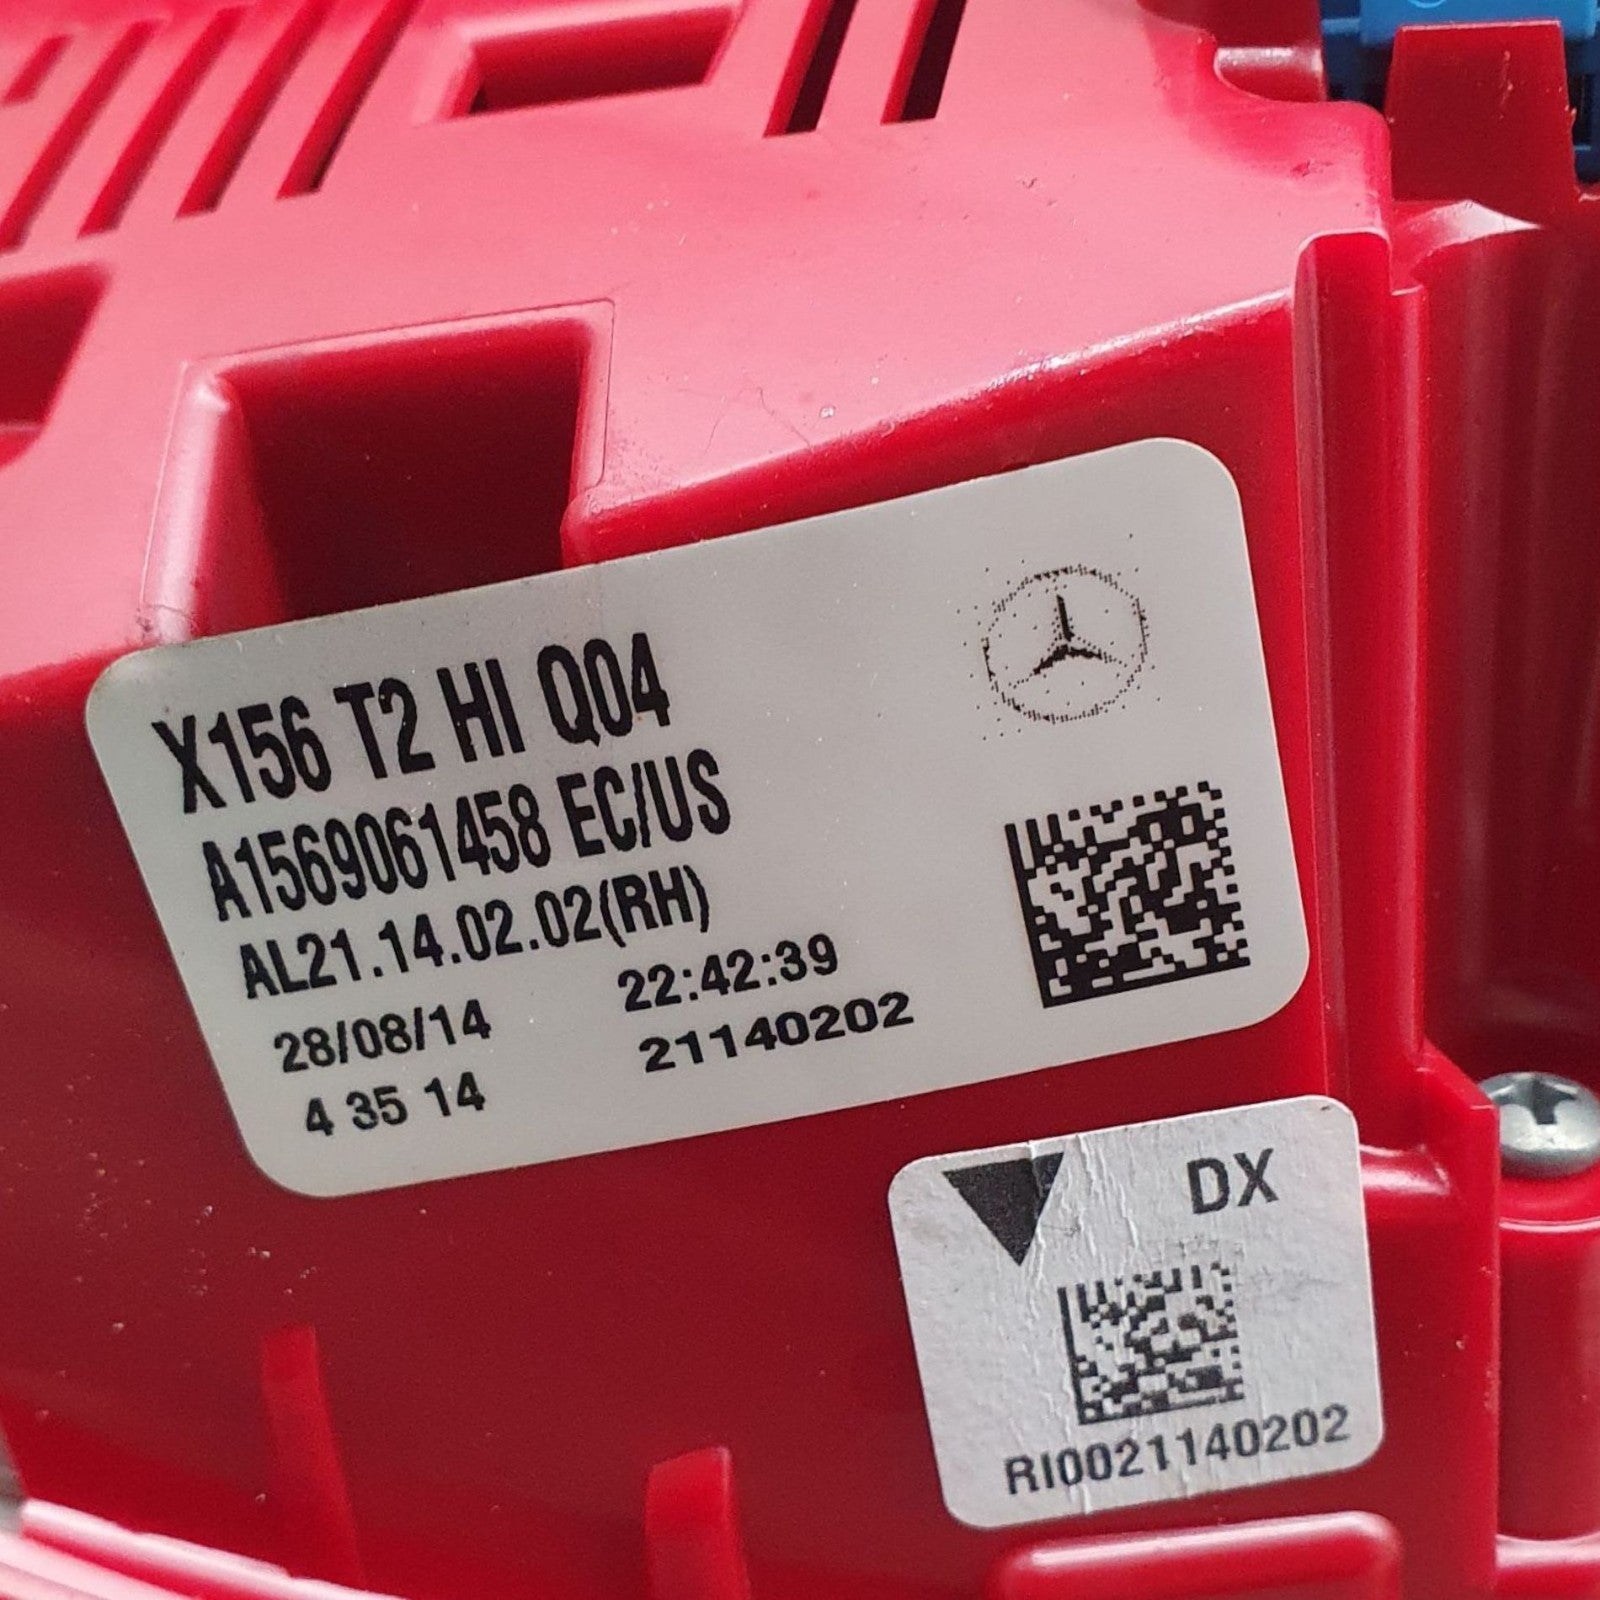 X156 T2 HI Q04
A1569061458 EC/US
AL21.14.02.02(RH)
28/08/14 22:42:39
4 35 14 21140202
DX
RI0021140202